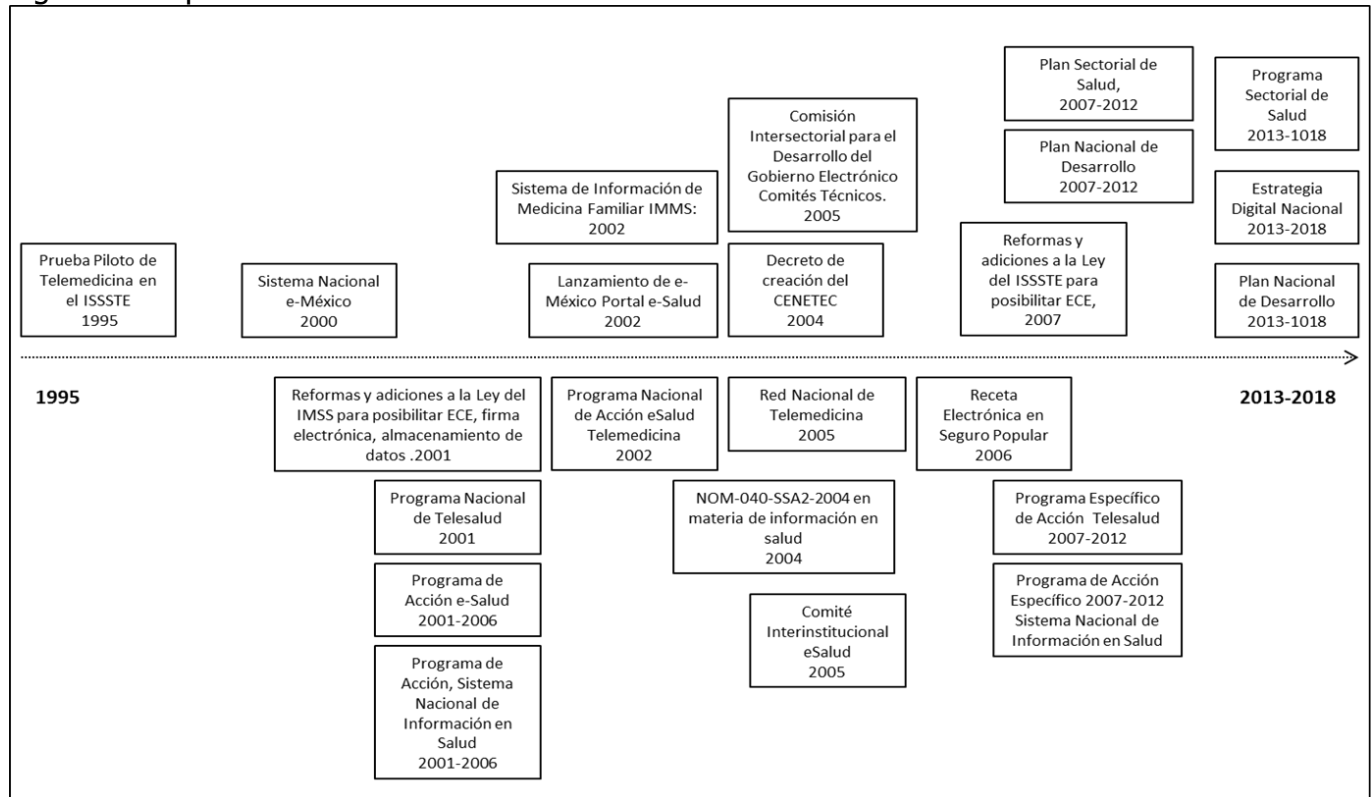 Plan Sectorial de
Salud,
2007-2012
Programa
Sectorial de
Salud
2013-1018
Comisión
Intersectorial para el
Desarrollo del
Gobierno Electrónico
Comités Técnicos.
2005
Plan Nacional de
Desarrollo
2007-2012
Sistema de Información de
Medicina Familiar IMMS:
2002
Estrategia
Digital Nacional
2013-2018
Prueba Piloto de
Telemedicina en
el ISSSTE
1995
Sistema Nacional
e-México
2000
Lanzamiento de e-
México Portal e-Salud
2002
Decreto de
creación del
CENETEC
2004
Reformas y
adiciones a la Ley
del ISSSTE para
posibilitar ECE,
2007
Plan Nacional
de Desarrollo
2013-1018
1995
2013-2018
Reformas y adiciones a la Ley del
IMSS para posibilitar ECE, firma
electrónica, almacenamiento de
datos .2001
Programa Nacional
de Acción eSalud
Telemedicina
2002
Red Nacional de
Telemedicina
2005
Receta
Electrónica en
Seguro Popular
2006
Programa Nacional
de Telesalud
2001
NOM-040-SSA2-2004 en
materia de información en
salud
2004
Programa Específico
de Acción Telesalud
2007-2012
Programa de
Acción e-Salud
2001-2006
Comité
Interinstitucional
eSalud
2005
Programa de Acción
Específico 2007-2012
Sistema Nacional de
Información en Salud
Programa de
Acción, Sistema
Nacional de
Información en
Salud
2001-2006